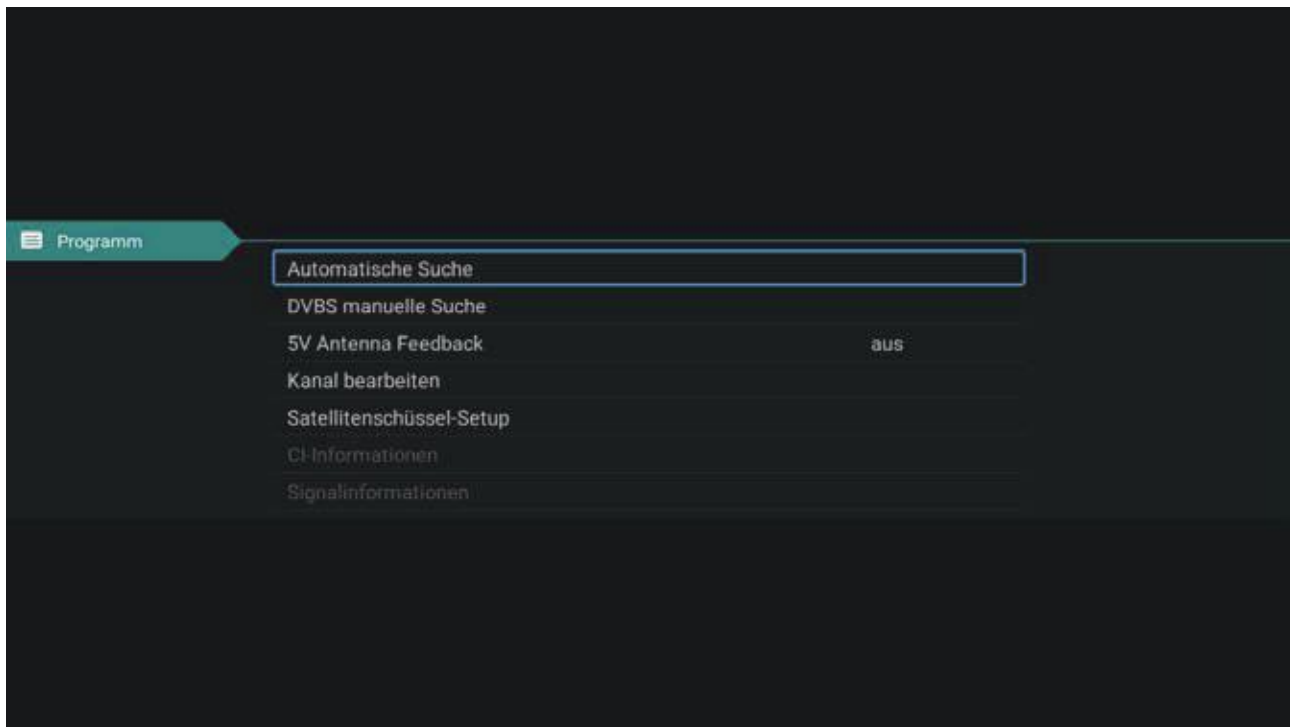 Programm
Automatische Suche
DVBS manuelle Suche
5V Antenna Feedback aus
Kanal bearbeiten
Satellitenschüssel-Setup
CI-Informationen
Signalinformationen